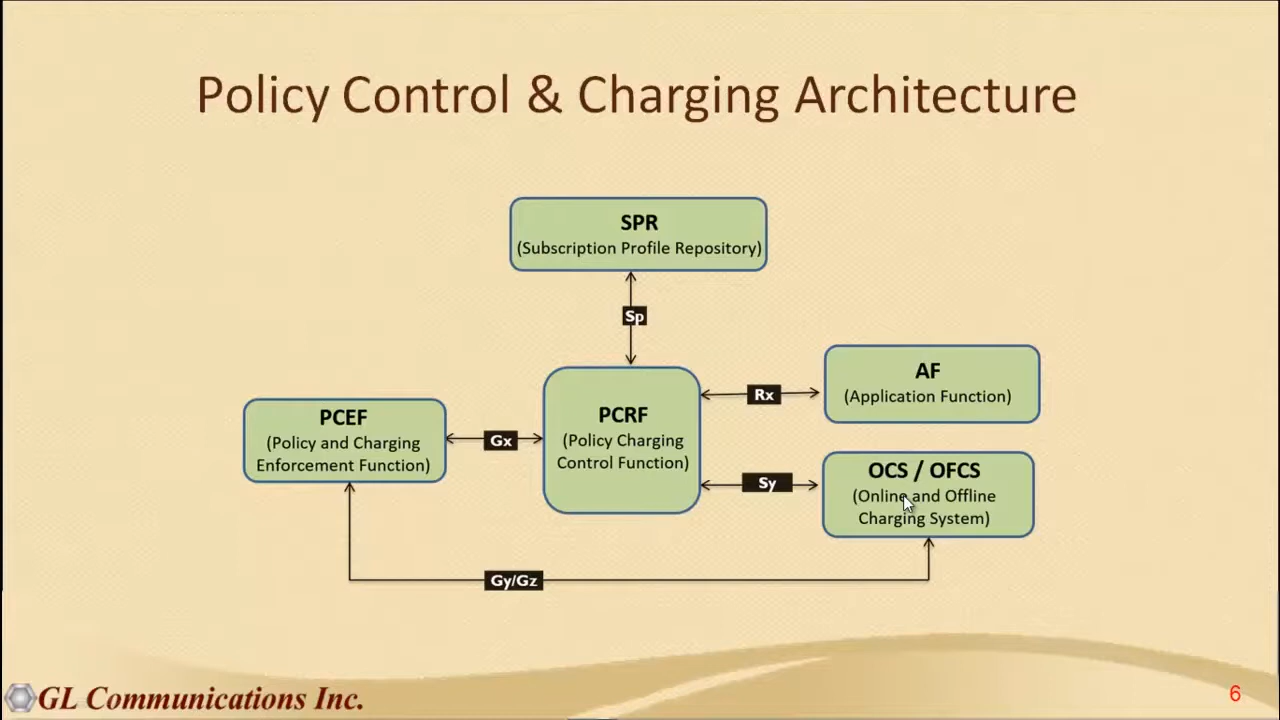 Policy Control & Charging Architecture
SPR
(Subscription Profile Repository)
Sp
AF
(Application Function)
Rx
PCEF
(Policy and Charging
Enforcement Function)
Gx
PCRF
(Policy Charging
Control Function)
Sy
OCS / OFCS
(Online and Offline
Charging System)
Gy/Gz
GL Communications Inc.
6